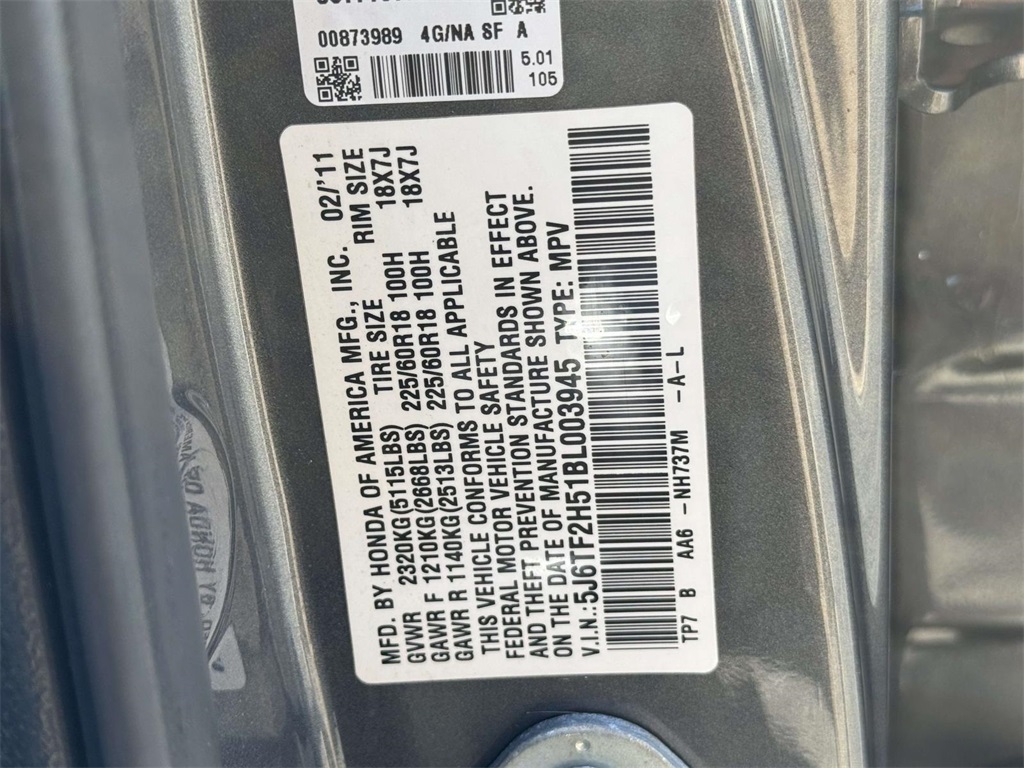 00873989 4G/NA SF A
5.01
105
MFD. BY HONDA OF AMERICA MFG., INC. 02/'11
GVWR 2320KG(5115LBS) TIRE SIZE RIM SIZE
GAWR F 1210KG(2668LBS) 225/60R18 100H 18X7J
GAWR R 1140KG(2513LBS) 225/60R18 100H 18X7J
THIS VEHICLE CONFORMS TO ALL APPLICABLE
FEDERAL MOTOR VEHICLE SAFETY
AND THEFT PREVENTION STANDARDS IN EFFECT
ON THE DATE OF MANUFACTURE SHOWN ABOVE.
V.I.N.:5J6TF2H51BL003945 TYPE: MPV
TP7 B AA6 -NH737M -A-L